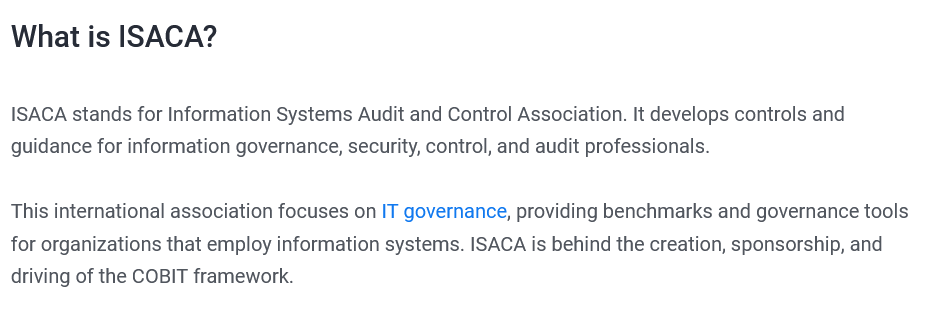 What is ISACA?
ISACA stands for Information Systems Audit and Control Association. It develops controls and
guidance for information governance, security, control, and audit professionals.
This international association focuses on IT governance, providing benchmarks and governance tools
for organizations that employ information systems. ISACA is behind the creation, sponsorship, and
driving of the COBIT framework.